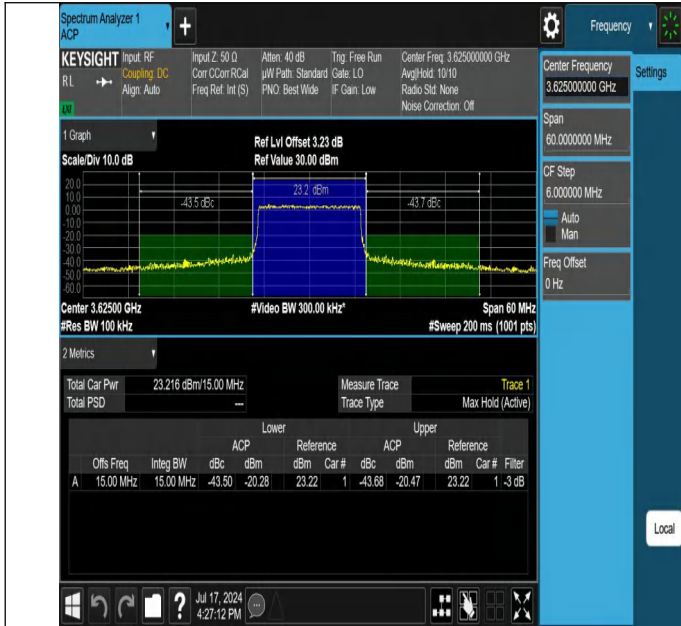 Spectrum Analyzer 1
ACP
Frequency
KEYSIGHT Input: RF Input Z: 50 Ω Atten: 40 dB Trig: Free Run Center Freq: 3.625000000 GHz
RL Coupling: DC Corr CCorr RCal µW Path: Standard Gate: LO Avg|Hold: 10/10
Align: Auto Freq Ref: Int (S) PNO: Best Wide IF Gain: Low Radio Std: None
LXI Noise Correction: Off
Center Frequency
3.625000000 GHz
Settings
Span
60.0000000 MHz
CF Step
6.000000 MHz
Auto
Man
Freq Offset
0 Hz
Local
1 Graph
Ref Lvl Offset 3.23 dB
Scale/Div 10.0 dB Ref Value 30.00 dBm
20.0
10.0
0.00
-10.0
-20.0
-30.0
-40.0
-50.0
-60.0
-43.5 dBc 23.2 dBm -43.7 dBc
Center 3.62500 GHz #Video BW 300.00 kHz* Span 60 MHz
#Res BW 100 kHz #Sweep 200 ms (1001 pts)
2 Metrics
Total Car Pwr 23.216 dBm/15.00 MHz Measure Trace Trace 1
Total PSD --- Trace Type Max Hold (Active)
Lower Upper
ACP Reference ACP Reference
Offs Freq Integ BW dBc dBm dBm Car # dBc dBm dBm Car # Filter
A 15.00 MHz 15.00 MHz -43.50 -20.28 23.22 1 -43.68 -20.47 23.22 1 -3 dB
? Jul 17, 2024
4:27:12 PM